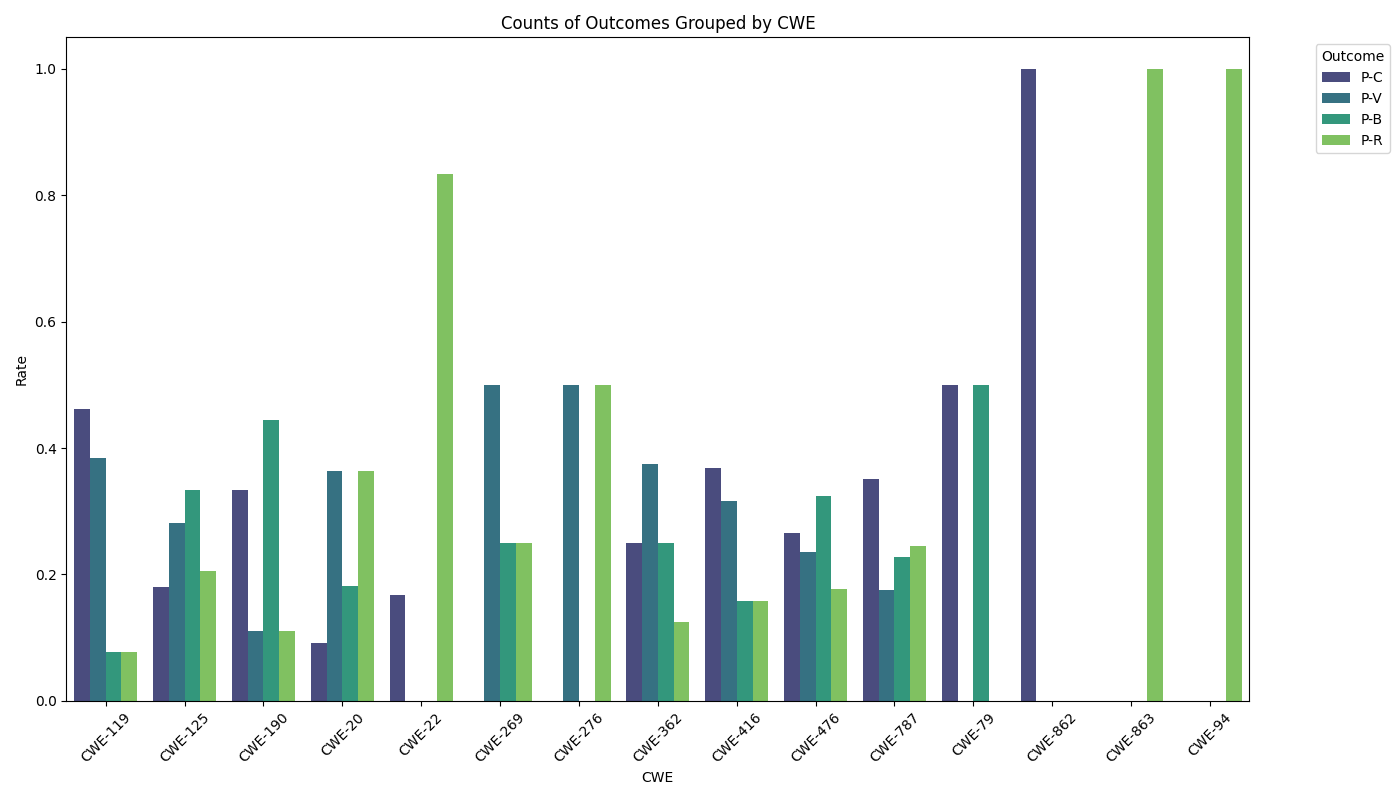 Counts of Outcomes Grouped by CWE
Outcome
P-C
P-V
P-B
P-R
Rate
1.0
0.8
0.6
0.4
0.2
0.0
CWE-119
CWE-125
CWE-190
CWE-20
CWE-22
CWE-269
CWE-276
CWE-362
CWE-416
CWE-476
CWE-787
CWE-79
CWE-862
CWE-863
CWE-94
CWE